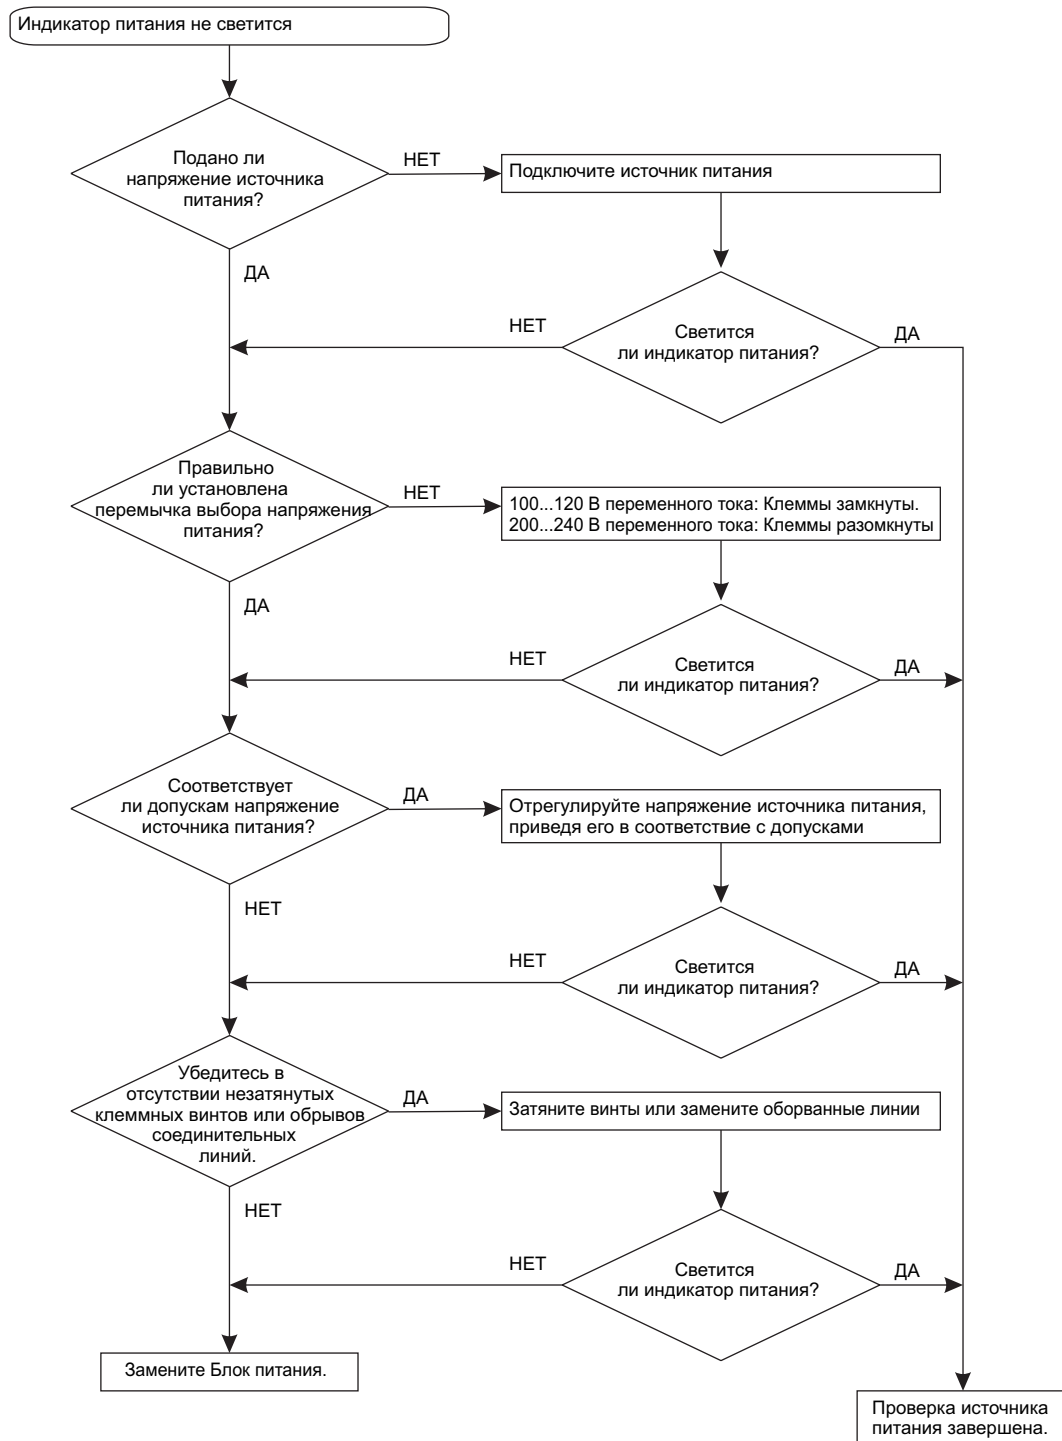 Индикатор питания не светится
Подано ли
напряжение источника
питания?
НЕТ
Подключите источник питания
ДА
НЕТ
Светится
ли индикатор питания?
ДА
Правильно
ли установлена
перемычка выбора напряжения
питания?
НЕТ
100...120 В переменного тока: Клеммы замкнуты.
200...240 В переменного тока: Клеммы разомкнуты
ДА
НЕТ
Светится
ли индикатор питания?
ДА
Соответствует
ли допускам напряжение
источника питания?
ДА
Отрегулируйте напряжение источника питания,
приведя его в соответствие с допусками
НЕТ
НЕТ
Светится
ли индикатор питания?
ДА
Убедитесь в
отсутствии незатянутых
клеммных винтов или обрывов
соединительных
линий.
ДА
Затяните винты или замените оборванные линии
НЕТ
НЕТ
Светится
ли индикатор питания?
ДА
Замените Блок питания.
Проверка источника
питания завершена.